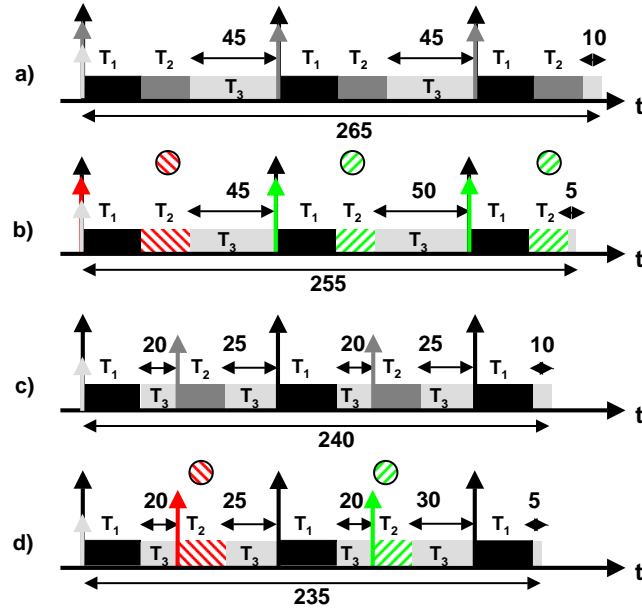 45 45 10
T1 T2 T1 T2 T1 T2
a)
T3 T3
t
265
45 50 5
T1 T2 T1 T2 T1 T2
b)
T3 T3
t
255
20 25 20 25 10
T1 T2 T1 T2 T1
c)
T3 T3 T3 T3
t
240
20 25 20 30 5
T1 T2 T1 T2 T1
d)
T3 T3 T3 T3
t
235